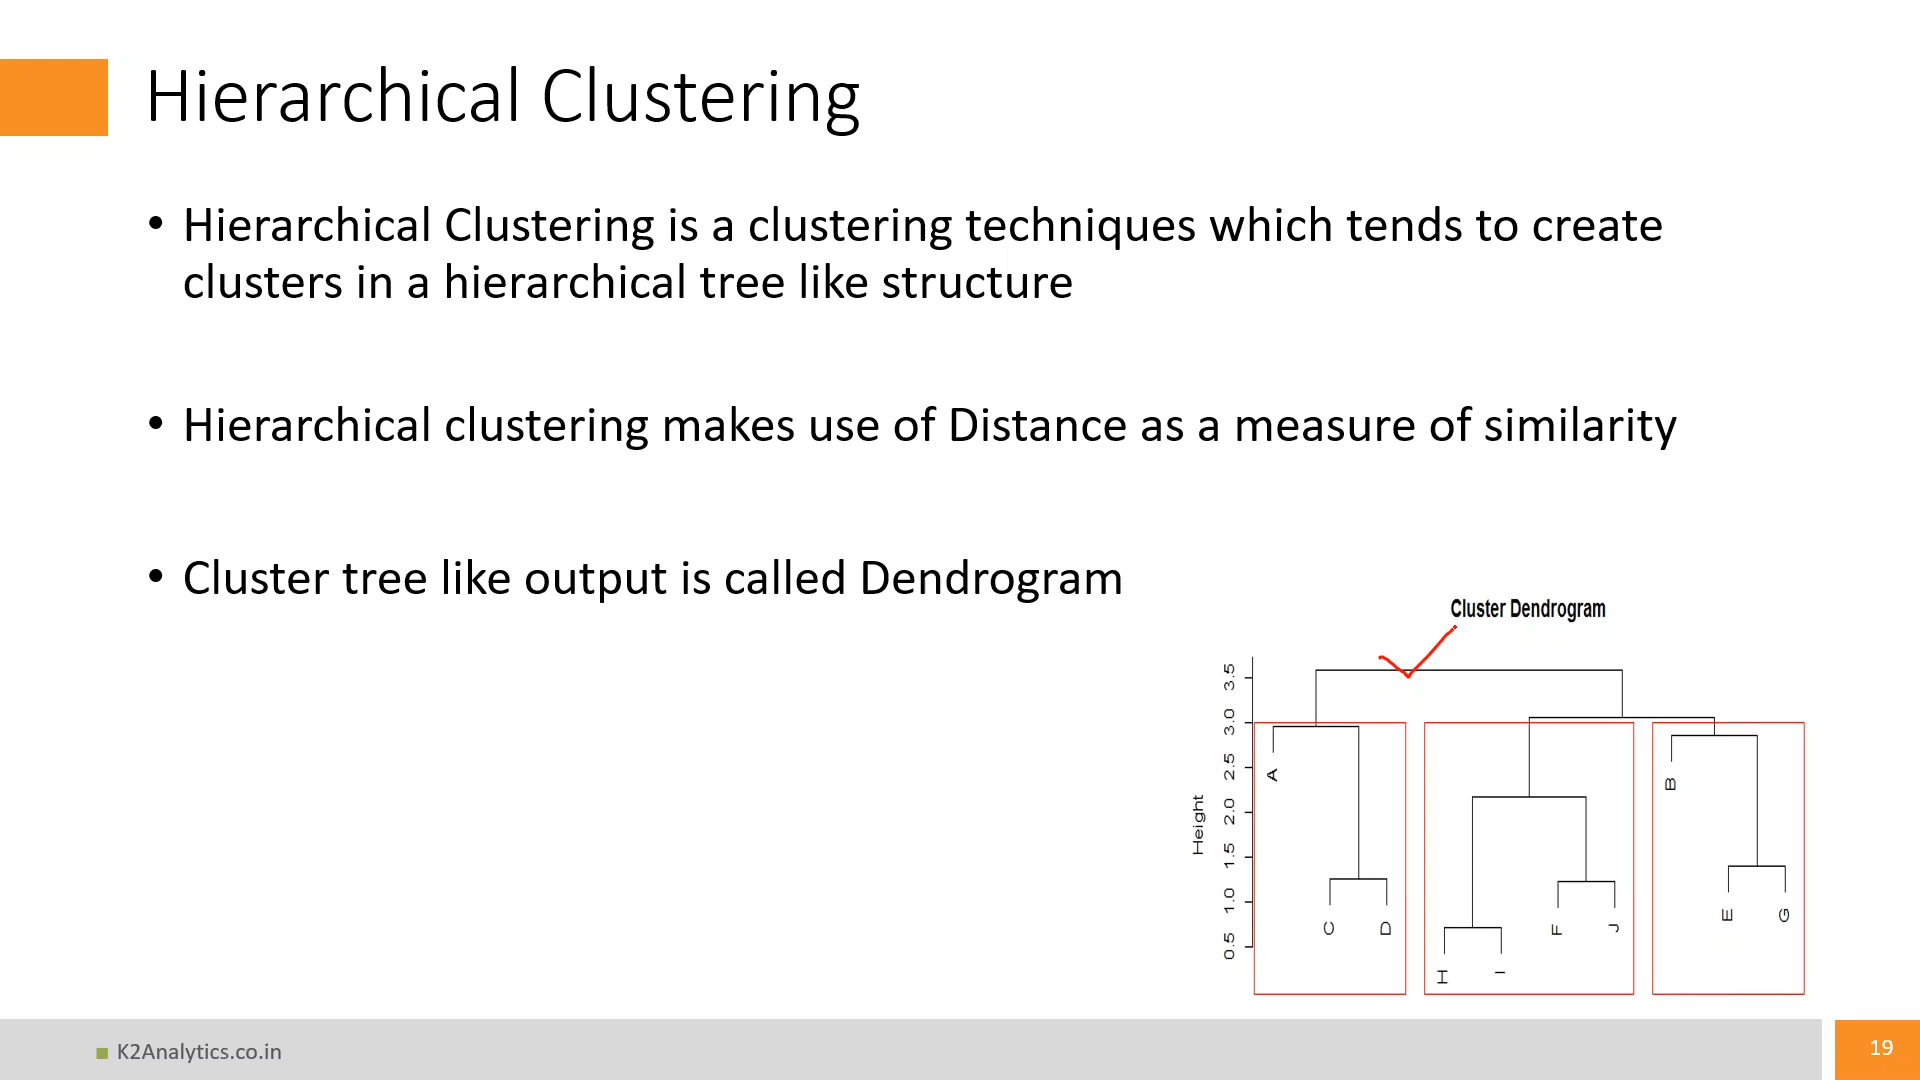 Hierarchical Clustering
• Hierarchical Clustering is a clustering techniques which tends to create
clusters in a hierarchical tree like structure
• Hierarchical clustering makes use of Distance as a measure of similarity
• Cluster tree like output is called Dendrogram
Cluster Dendrogram
Height
3.5
3.0
2.5
2.0
1.5
1.0
0.5
A
B
C
D
E
G
F
J
H
I
K2Analytics.co.in
19